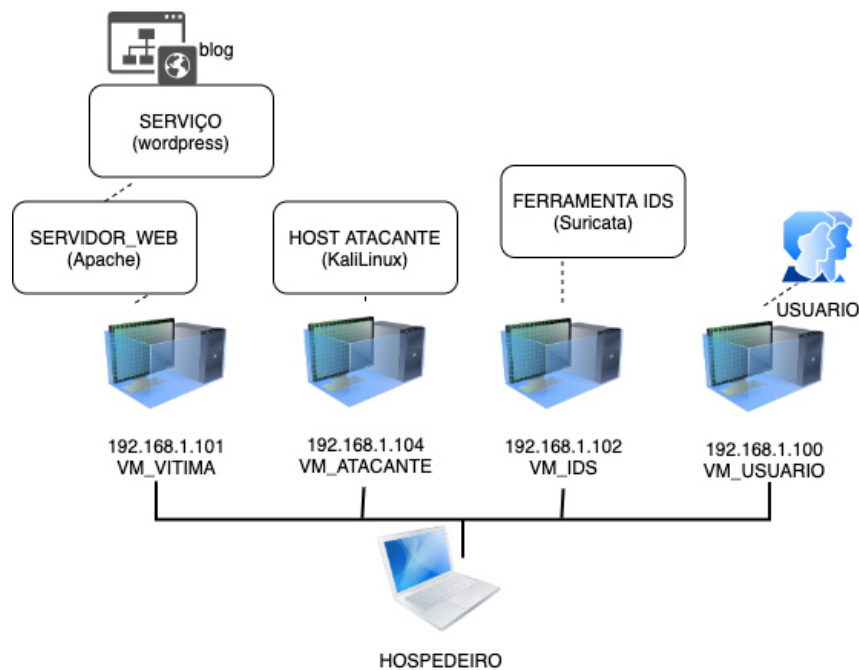 blog
SERVIÇO
(wordpress)
SERVIDOR_WEB
(Apache)
HOST ATACANTE
(KaliLinux)
FERRAMENTA IDS
(Suricata)
USUARIO
192.168.1.101
VM_VITIMA
192.168.1.104
VM_ATACANTE
192.168.1.102
VM_IDS
192.168.1.100
VM_USUARIO
HOSPEDEIRO